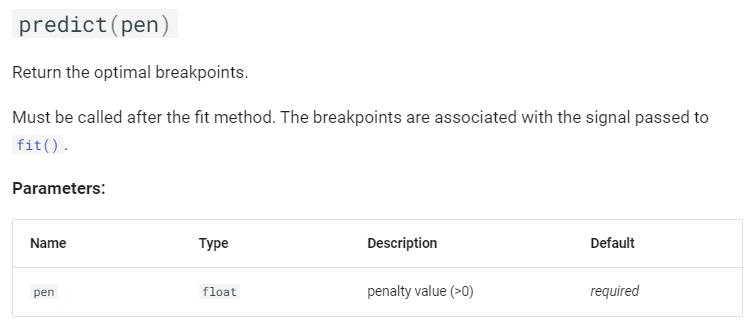 predict(pen)
Return the optimal breakpoints.
Must be called after the fit method. The breakpoints are associated with the signal passed to
fit() .
Parameters:
Name Type Description Default
pen float penalty value (>0) required